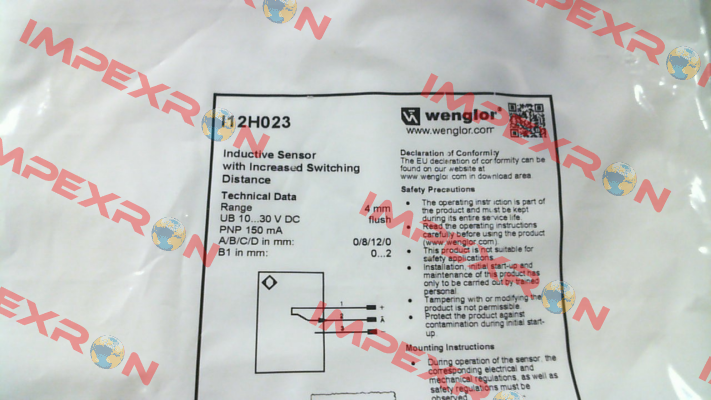 I12H023
Inductive Sensor
with Increased Switching
Distance
Technical Data
Range 4 mm
UB 10...30 V DC flush
PNP 150 mA
A/B/C/D in mm: 0/8/12/0
B1 in mm: 0...2
1 +
2 A
3 −
wenglor
www.wenglor.com
Declaration of Conformity
The EU declaration of conformity can be
found on our website at
www.wenglor.com in download area
Safety Precautions
• The operating instruction is part of
the product and must be kept
during its entire service life.
• Read the operating instructions
carefully before using the product
(www.wenglor.com).
• This product is not suitable for
safety applications.
• Installation, initial start-up and
maintenance of this product has
only to be carried out by trained
personal.
• Tampering with or modifying the
product is not permissible.
• Protect the product against
contamination during initial start-
up.
Mounting Instructions
• During operation of the sensor, the
corresponding electrical and
mechanical regulations, as well as
safety regulations must be
observed.
IMPEXRON
IMPEXRON
IMPEXRON
IMPEXRON
IMPEXRON
IMPEXRON
IMPEXRON
IMPEXRON